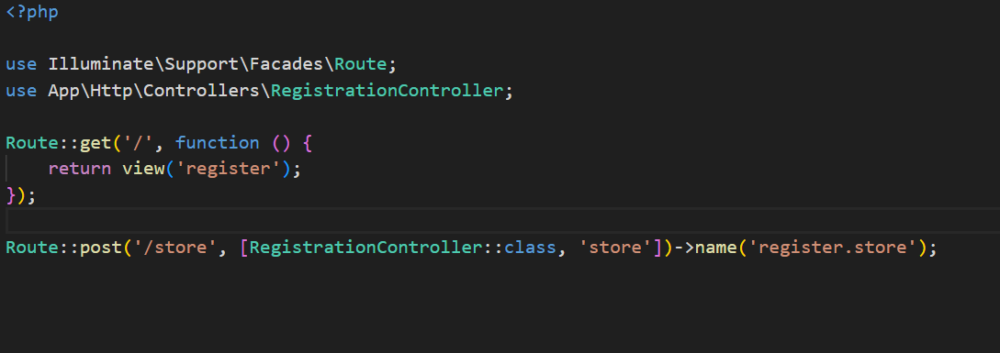 <?php
use Illuminate\Support\Facades\Route;
use App\Http\Controllers\RegistrationController;
Route::get('/', function () {
    return view('register');
});
Route::post('/store', [RegistrationController::class, 'store'])->name('register.store');